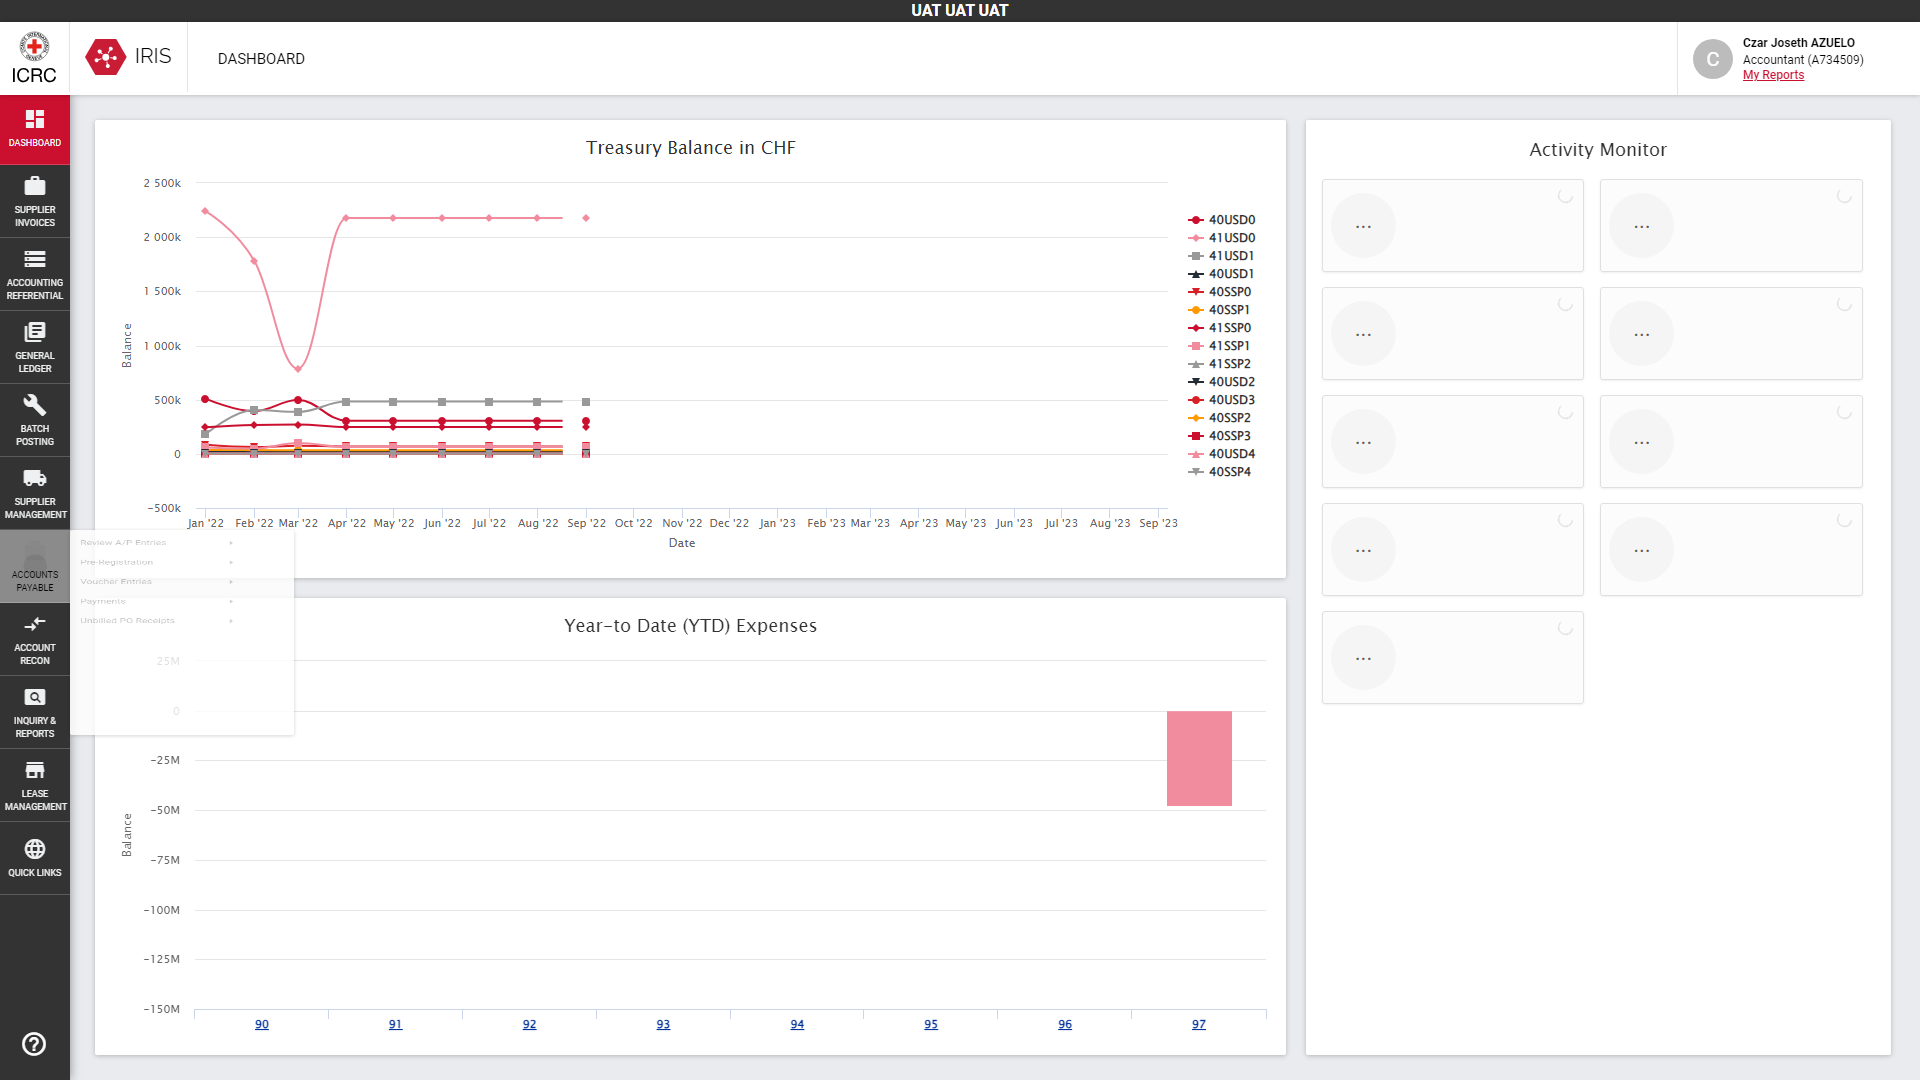 UAT UAT UAT
ICRC
IRIS
DASHBOARD
Czar Joseth AZUELO
Accountant (A734509)
My Reports
DASHBOARD
SUPPLIER
INVOICES
ACCOUNTING
REFERENTIAL
GENERAL
LEDGER
BATCH
POSTING
SUPPLIER
MANAGEMENT
ACCOUNTS
PAYABLE
ACCOUNT
RECON
INQUIRY &
REPORTS
LEASE
MANAGEMENT
QUICK LINKS
Review A/P Entries
Pre-Registration
Voucher Entries
Payments
Unbilled PO Receipts
Treasury Balance in CHF
2 500k
2 000k
1 500k
1 000k
500k
0
−500k
Balance
Jan '22 Feb '22 Mar '22 Apr '22 May '22 Jun '22 Jul '22 Aug '22 Sep '22 Oct '22 Nov '22 Dec '22 Jan '23 Feb '23 Mar '23 Apr '23 May '23 Jun '23 Jul '23 Aug '23 Sep '23
Date
40USD0
41USD0
41USD1
40USD1
40SSP0
40SSP1
41SSP0
41SSP1
41SSP2
40USD2
40USD3
40SSP2
40SSP3
40USD4
40SSP4
Year-to Date (YTD) Expenses
25M
0
−25M
−50M
−75M
−100M
−125M
−150M
Balance
90 91 92 93 94 95 96 97
Activity Monitor
... ...
... ...
... ...
... ...
...